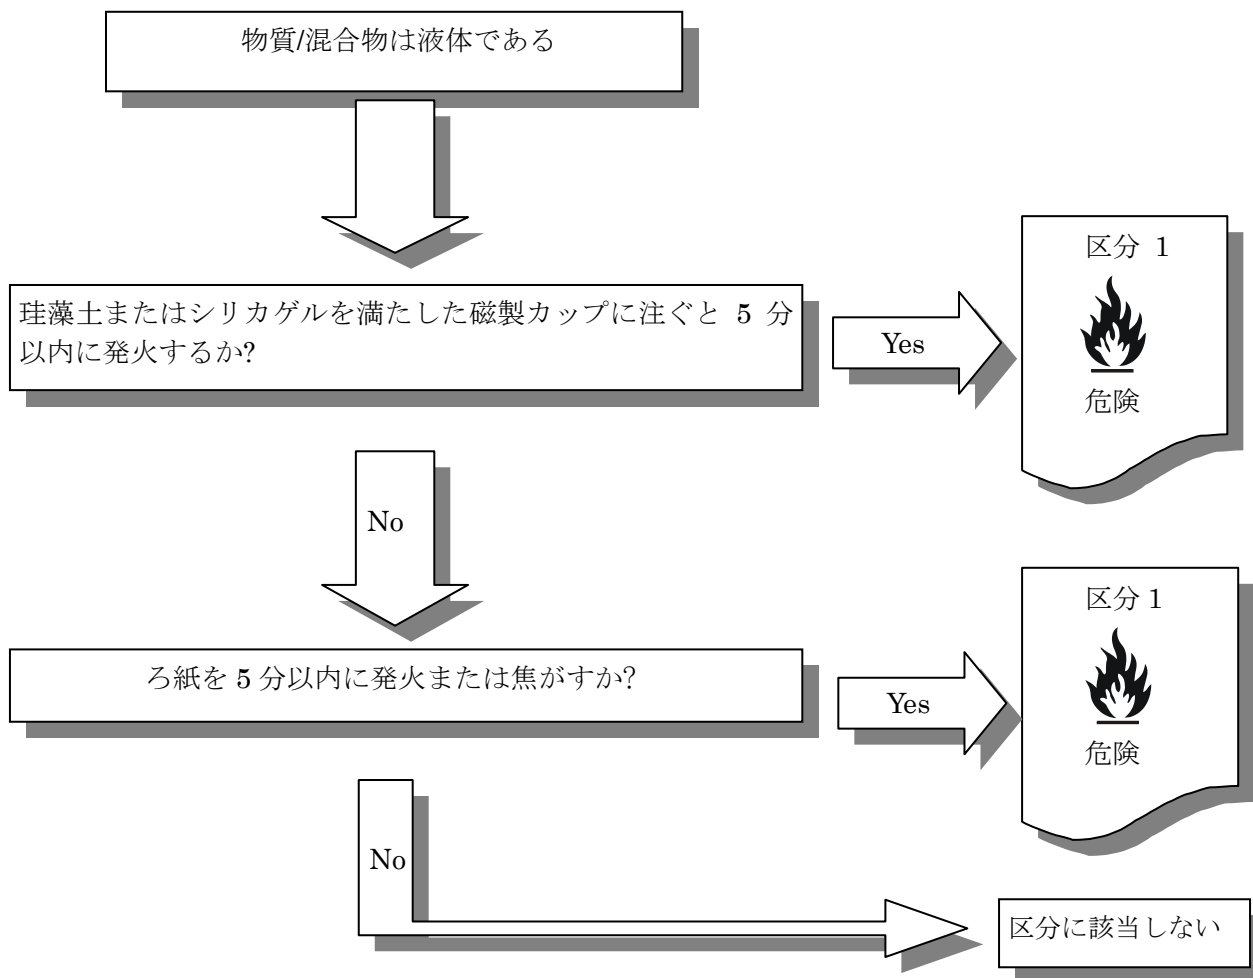 物質/混合物は液体である
珪藻土またはシリカゲルを満たした磁製カップに注ぐと 5 分
以内に発火するか?
Yes
区分 1
危険
No
ろ紙を 5 分以内に発火または焦がすか?
Yes
区分 1
危険
No
区分に該当しない